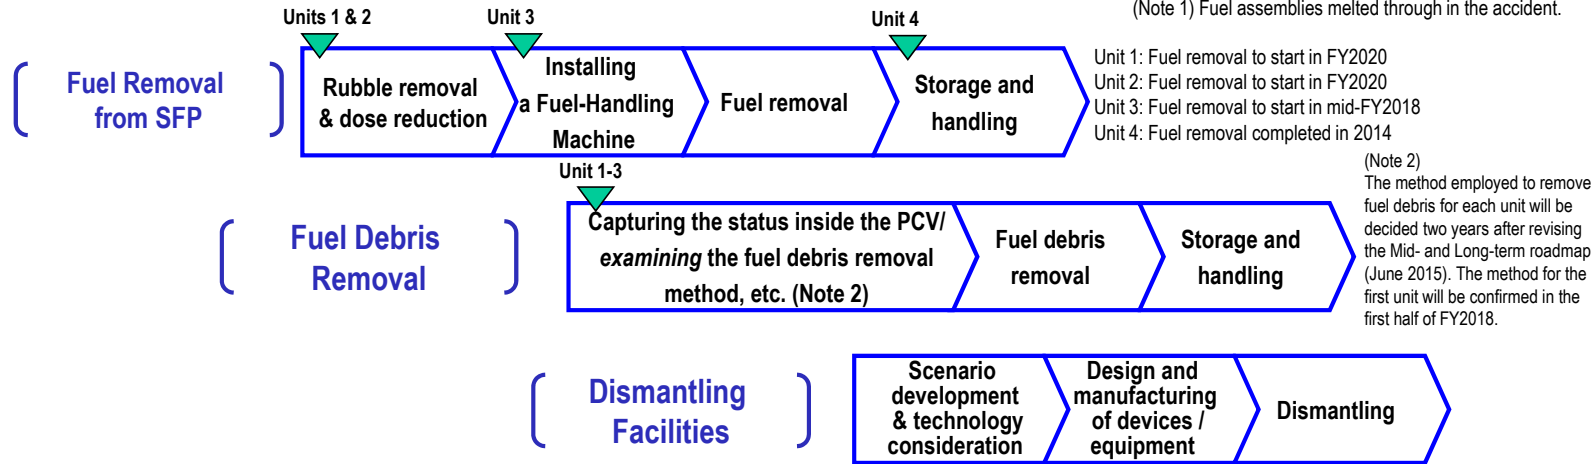 (Note 1) Fuel assemblies melted through in the accident.
Units 1 & 2
Unit 3
Unit 4
Fuel Removal
from SFP
Rubble removal
& dose reduction
Installing
a Fuel-Handling
Machine
Fuel removal
Storage and
handling
Unit 1: Fuel removal to start in FY2020
Unit 2: Fuel removal to start in FY2020
Unit 3: Fuel removal to start in mid-FY2018
Unit 4: Fuel removal completed in 2014
Unit 1-3
Fuel Debris
Removal
Capturing the status inside the PCV/
examining the fuel debris removal
method, etc. (Note 2)
Fuel debris
removal
Storage and
handling
(Note 2)
The method employed to remove
fuel debris for each unit will be
decided two years after revising
the Mid- and Long-term roadmap
(June 2015). The method for the
first unit will be confirmed in the
first half of FY2018.
Dismantling
Facilities
Scenario
development
& technology
consideration
Design and
manufacturing
of devices /
equipment
Dismantling